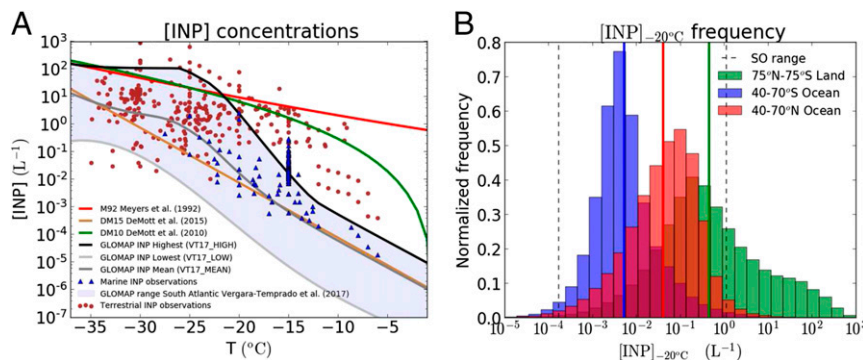 A
[INP] concentrations
10³
10²
10¹
10⁰
10⁻¹
10⁻²
10⁻³
10⁻⁴
10⁻⁵
10⁻⁶
10⁻⁷
[INP] (L⁻¹)
M92 Meyers et al. (1992)
DM15 DeMott et al. (2015)
DM10 DeMott et al. (2010)
GLOMAP INP Highest (VT17_HIGH)
GLOMAP INP Lowest (VT17_LOW)
GLOMAP INP Mean (VT17_MEAN)
Marine INP observations
GLOMAP range South Atlantic Vergara-Temprado et al. (2017)
Terrestrial INP observations
−35 −30 −25 −20 −15 −10 −5
T (°C)
B
[INP]₋₂₀°C frequency
0.8
0.7
0.6
0.5
0.4
0.3
0.2
0.1
0.0
Normalized frequency
SO range
75°N-75°S Land
40-70°S Ocean
40-70°N Ocean
10⁻⁵ 10⁻⁴ 10⁻³ 10⁻² 10⁻¹ 10⁰ 10¹ 10² 10³
[INP]₋₂₀°C (L⁻¹)